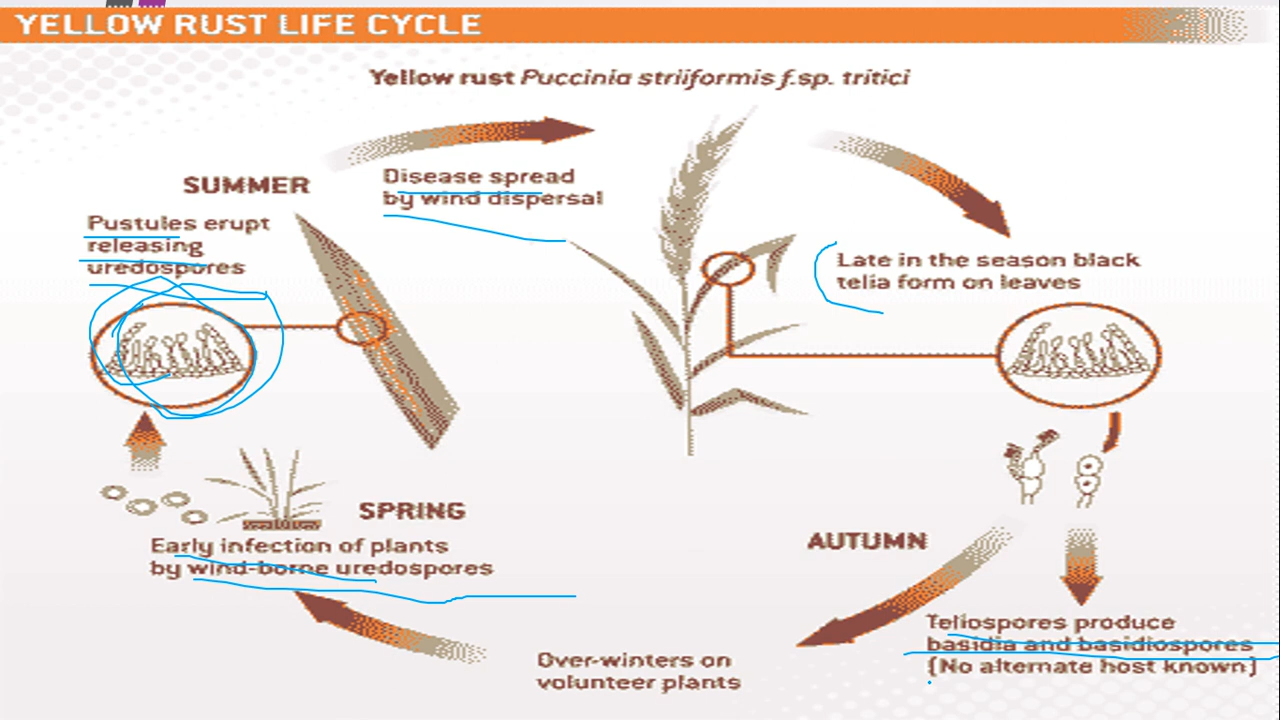 YELLOW RUST LIFE CYCLE
Yellow rust Puccinia striiformis f.sp. tritici
SUMMER
Pustules erupt
releasing
uredospores
Disease spread
by wind dispersal
Late in the season black
telia form on leaves
SPRING
Early infection of plants
by wind-borne uredospores
AUTUMN
Teliospores produce
basidia and basidiospores
(No alternate host known)
Over-winters on
volunteer plants